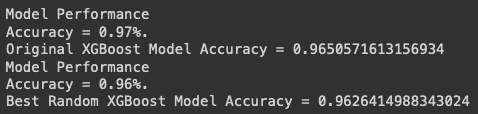 Model Performance
Accuracy = 0.97%.
Original XGBoost Model Accuracy = 0.9650571613156934
Model Performance
Accuracy = 0.96%.
Best Random XGBoost Model Accuracy = 0.9626414988343024